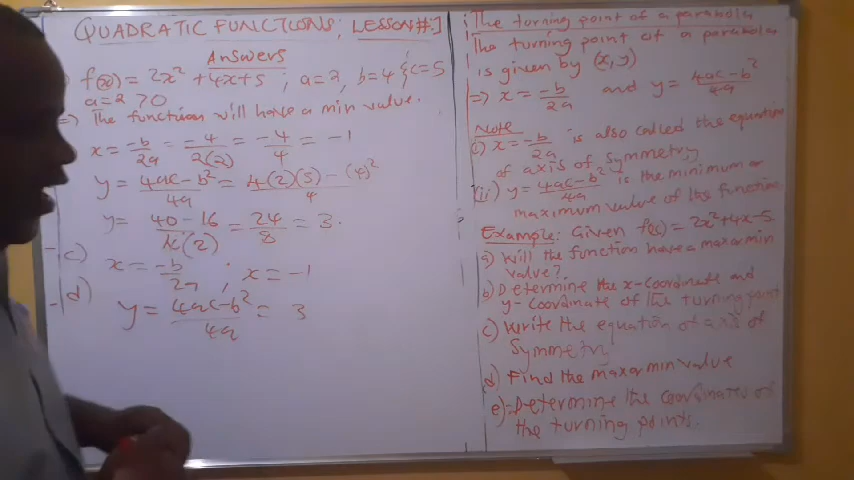 QUADRATIC FUNCTIONS; LESSON#1
Answers
f(x) = 2x² + 4x + 5 ; a=2, b=4 & c=5
a=2 >0
=> The function will have a min value.
x = -b/2a = -4/2(2) = -4/4 = -1
y = 4ac-b²/4a = 4(2)(5) - (4)²/4
y = 40-16/4(2) = 24/8 = 3.
c) x = -b/2a ; x = -1
d) y = 4ac-b²/4a = 3
The turning point of a parabola
The turning point of a parabola
is given by (x,y)
=> x = -b/2a and y = 4ac-b²/4a
Note
(i) x = -b/2a is also called the equation
of axis of symmetry
(ii) y = 4ac-b²/4a is the minimum or
maximum value of the function
Example: Given f(x) = 2x²+4x-5.
a) Will the function have a max or min
value?
b) Determine the x-coordinate and
y-coordinate of the turning point
c) Write the equation of axis of
Symmetry
d) Find the max or min value
e) Determine the coordinates of
the turning points.